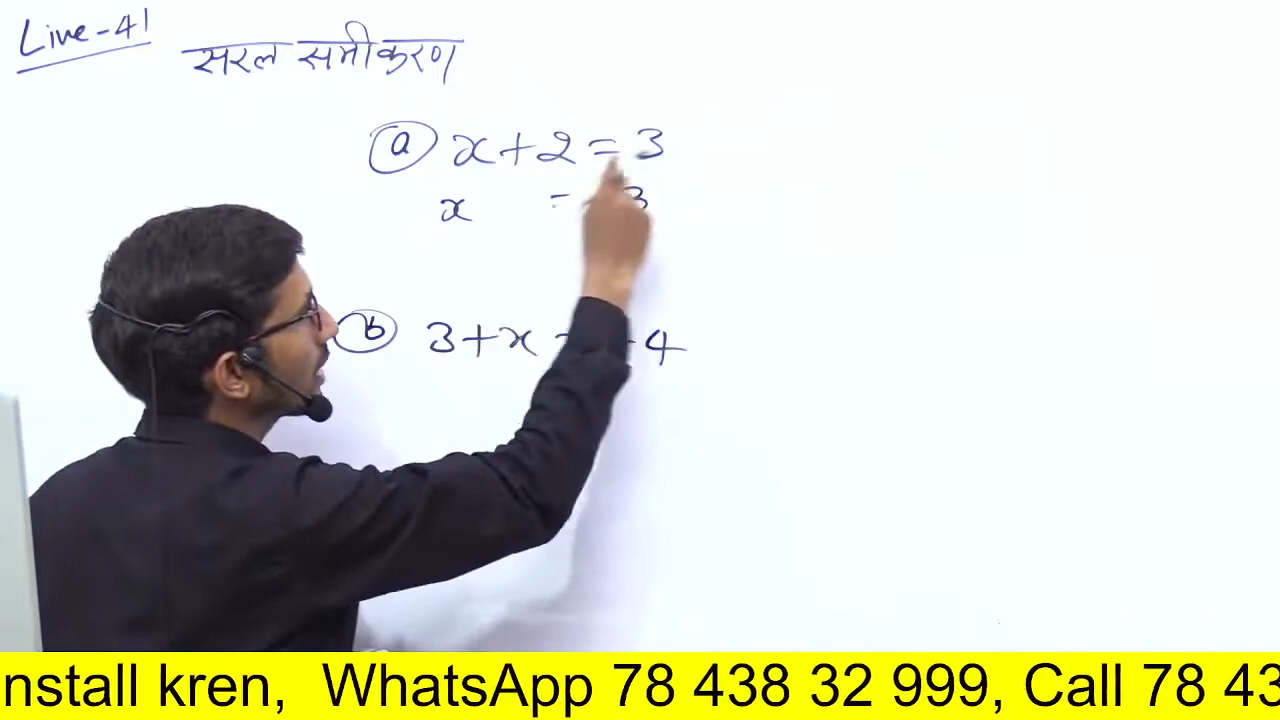 Live-41
सरल समीकरण
(a) x+2=3
x = 3
(b) 3+x 4
nstall kren, WhatsApp 78 438 32 999, Call 78 43